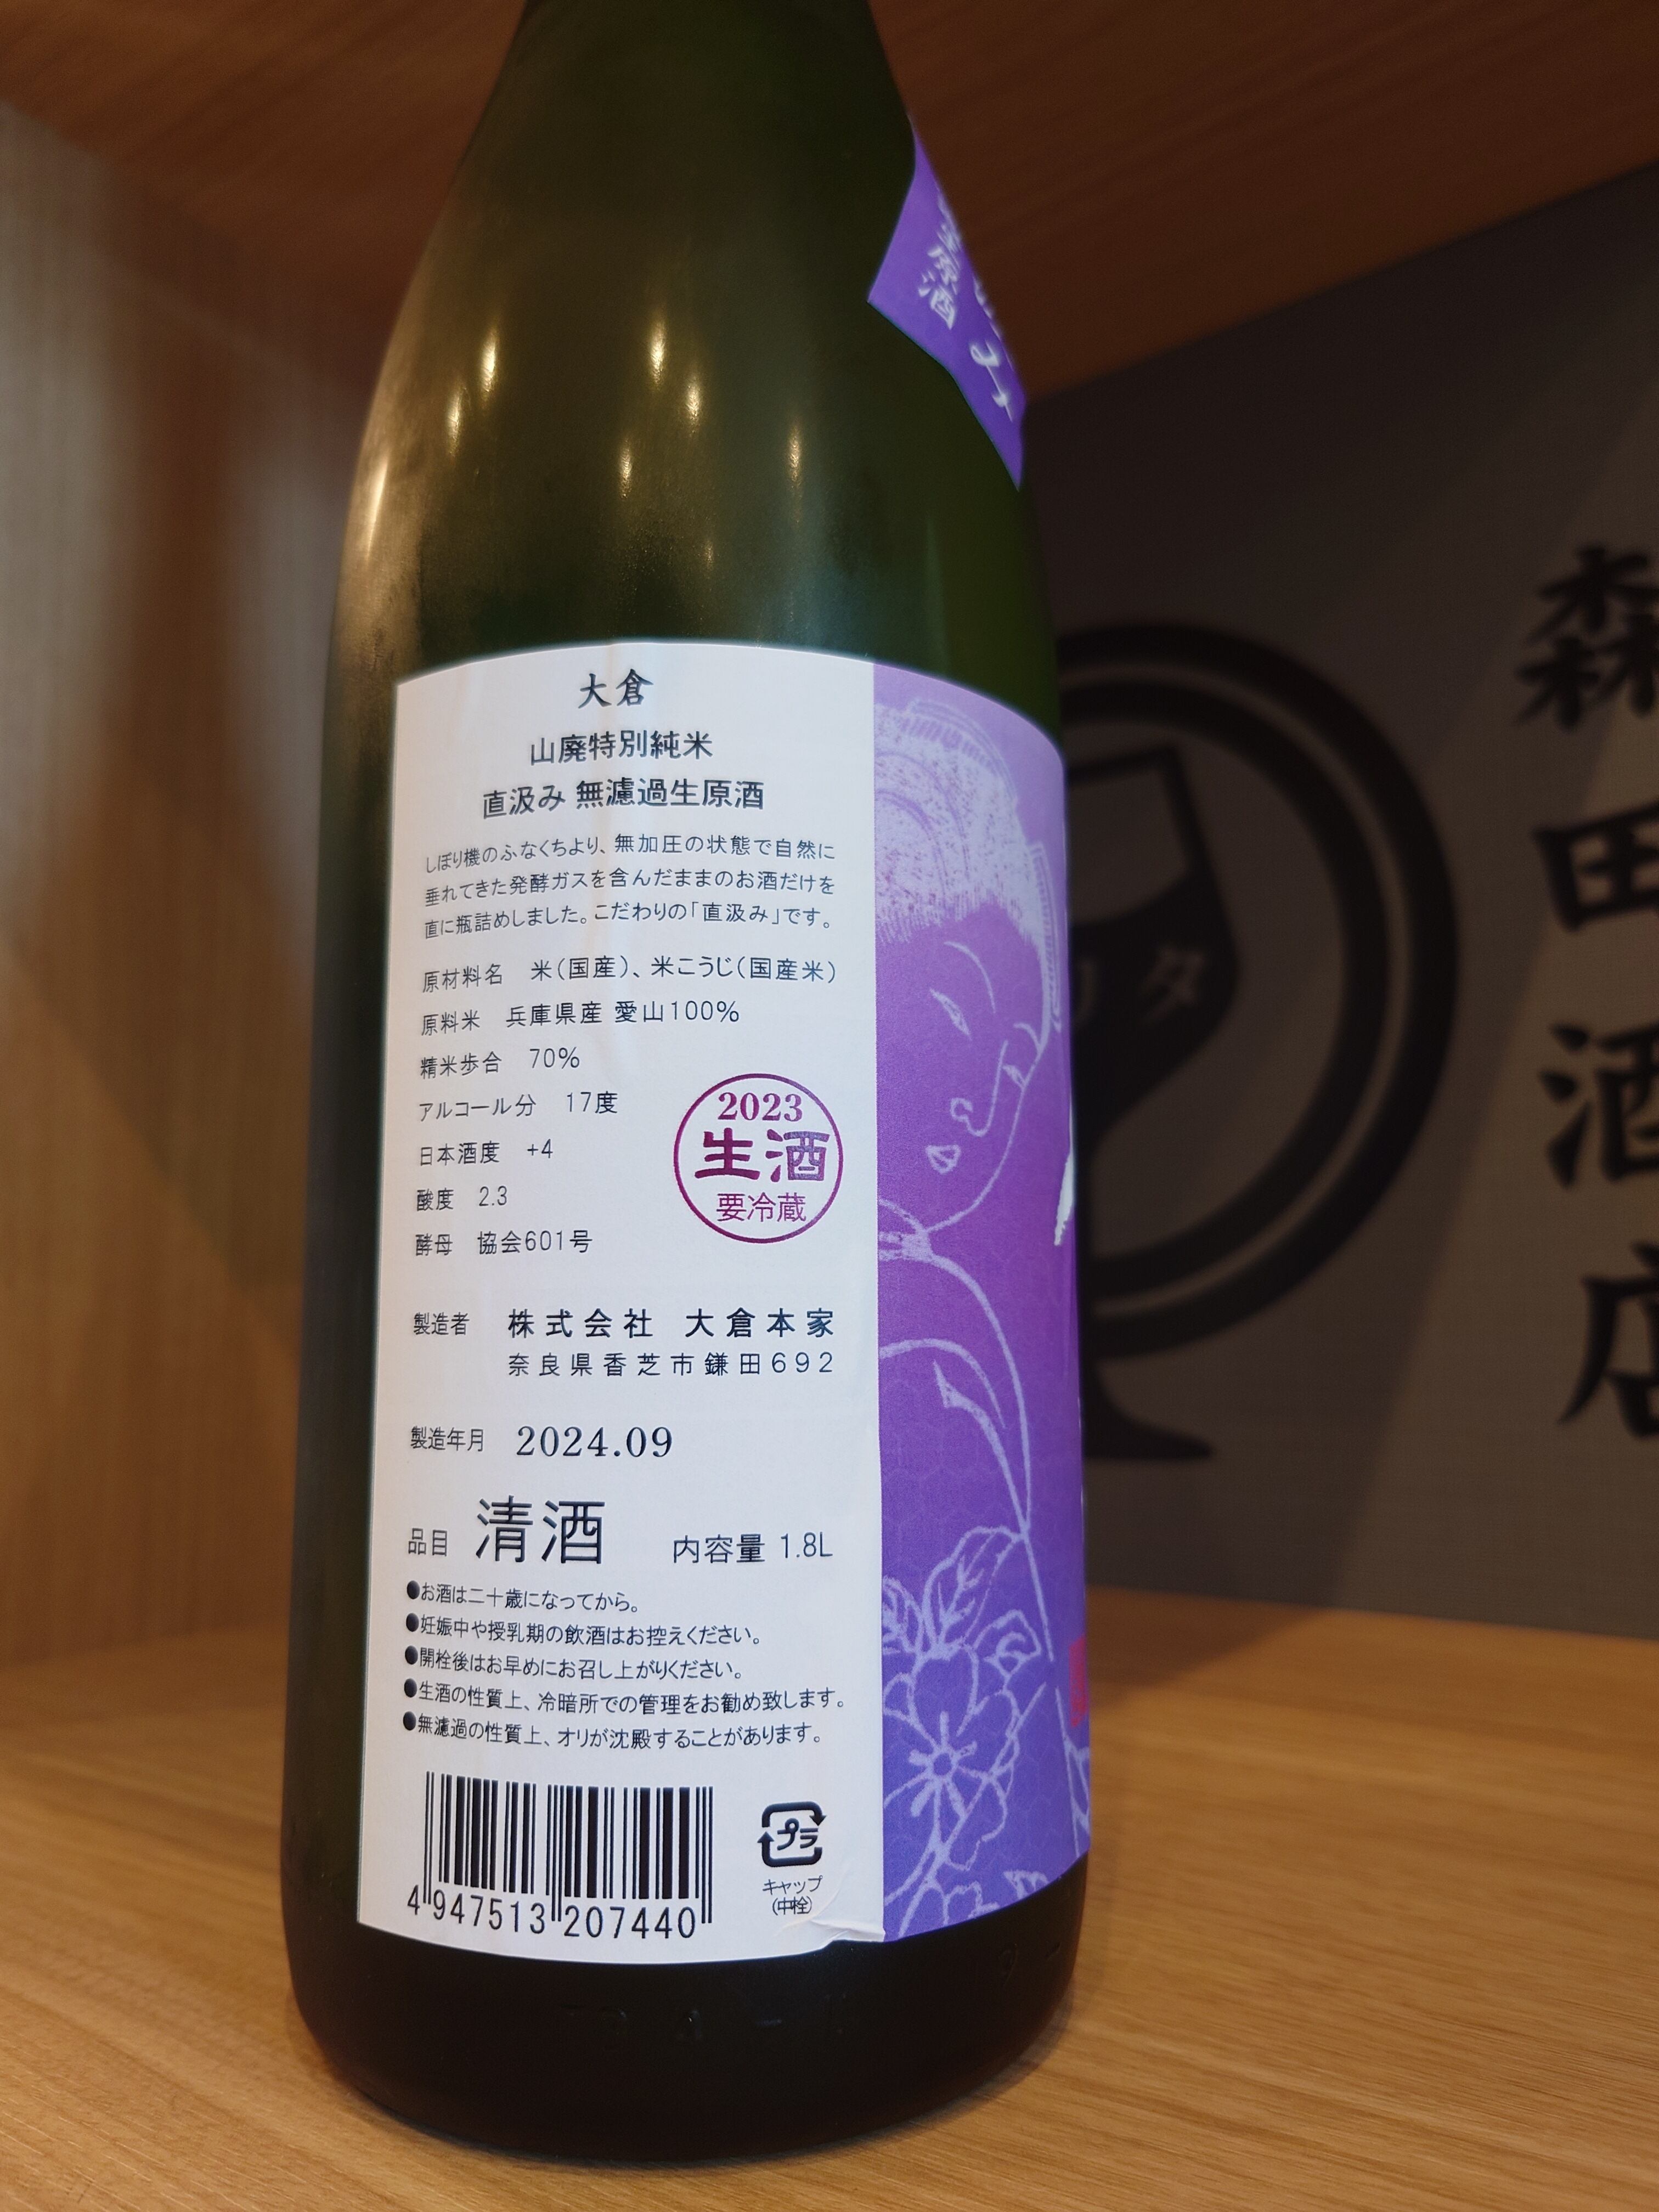 原酒
み
大倉
山廃特別純米
直汲み 無濾過生原酒
しぼり機のふなくちより、無加圧の状態で自然に
垂れてきた発酵ガスを含んだままのお酒だけを
直に瓶詰めしました。こだわりの「直汲み」です。
原材料名 米(国産)、米こうじ(国産米)
原料米 兵庫県産 愛山100%
精米歩合 70%
アルコール分 17度
日本酒度 +4
酸度 2.3
酵母 協会601号
2023
生酒
要冷蔵
製造者 株式会社 大倉本家
奈良県香芝市鎌田692
製造年月 2024.09
品目 清酒 内容量 1.8L
●お酒は二十歳になってから。
●妊娠中や授乳期の飲酒はお控えください。
●開栓後はお早めにお召し上がりください。
●生酒の性質上、冷暗所での管理をお勧め致します。
●無濾過の性質上、オリが沈殿することがあります。
4 947513 207440
プラ
キャップ
(中栓)
リタ
森田酒店